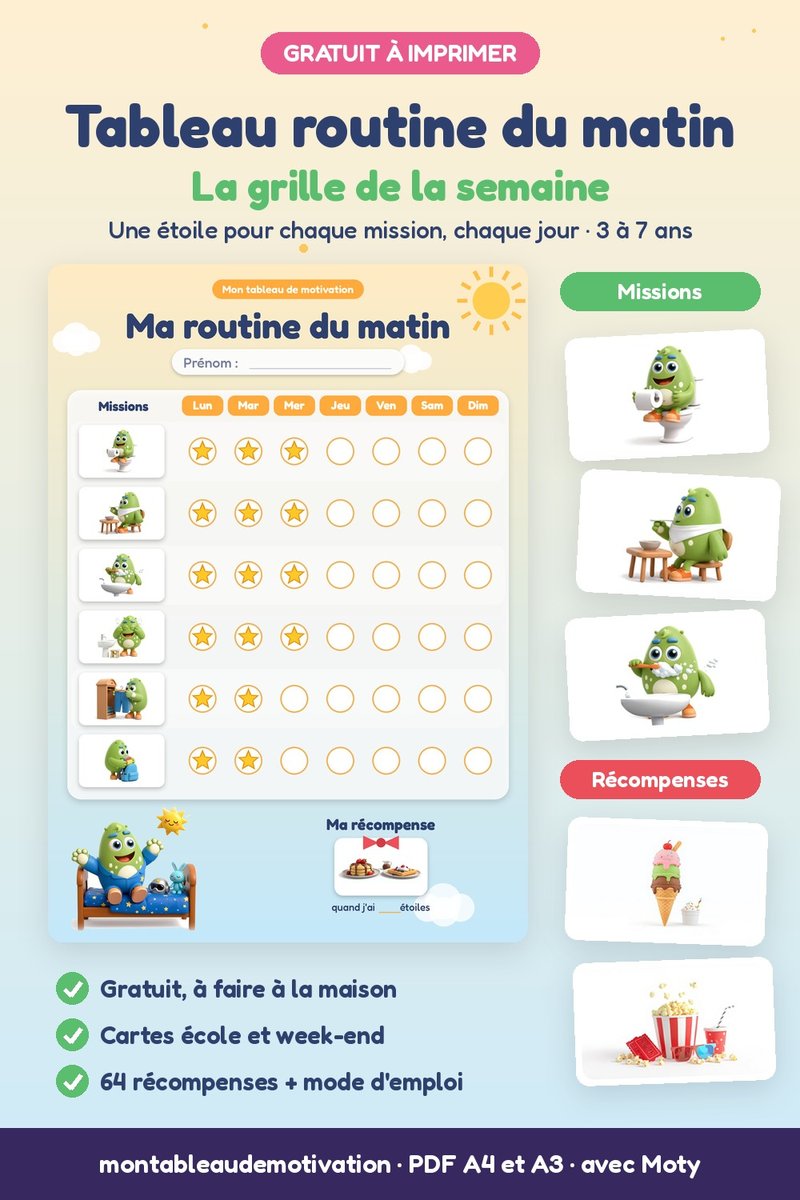 GRATUIT À IMPRIMER
Tableau routine du matin
La grille de la semaine
Une étoile pour chaque mission, chaque jour · 3 à 7 ans
Mon tableau de motivation
Ma routine du matin
Prénom :
Missions Lun Mar Mer Jeu Ven Sam Dim
Ma récompense
quand j'ai ____étoiles
Missions
Récompenses
Gratuit, à faire à la maison
Cartes école et week-end
64 récompenses + mode d'emploi
montableaudemotivation · PDF A4 et A3 · avec Moty